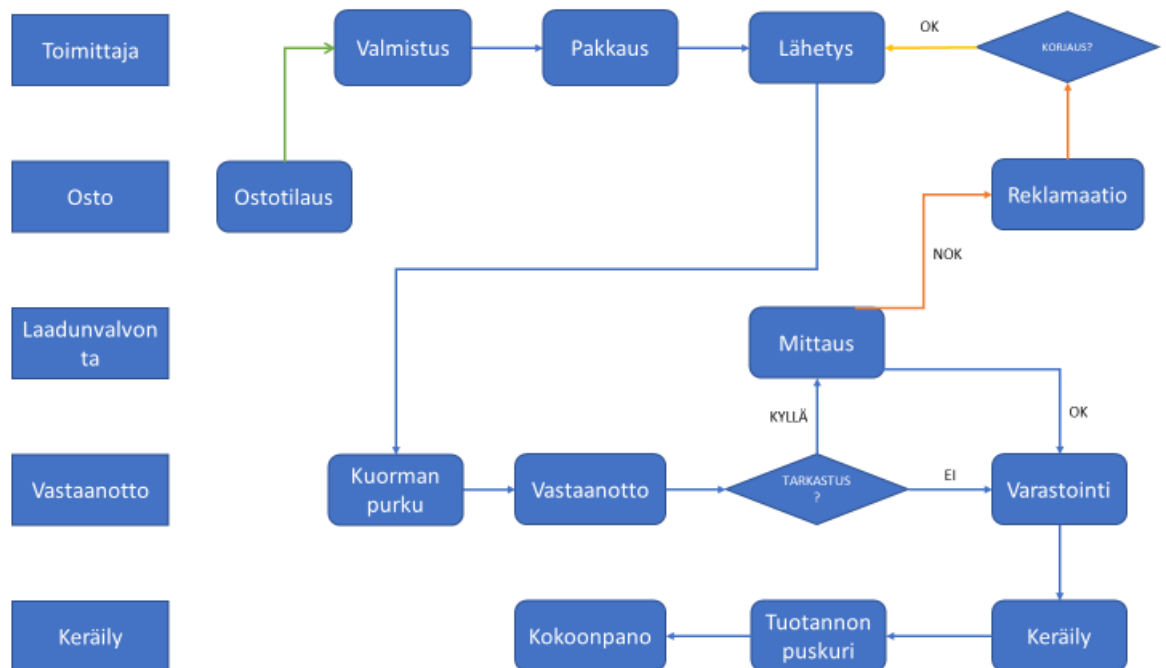 Toimittaja
Valmistus
Pakkaus
Lähetys
OK
KORJAUS?
Osto
Ostotilaus
Reklamaatio
NOK
Laadunvalvon
ta
Mittaus
KYLLÄ
OK
Vastaanotto
Kuorman
purku
Vastaanotto
TARKASTUS
?
EI
Varastointi
Keräily
Kokoonpano
Tuotannon
puskuri
Keräily